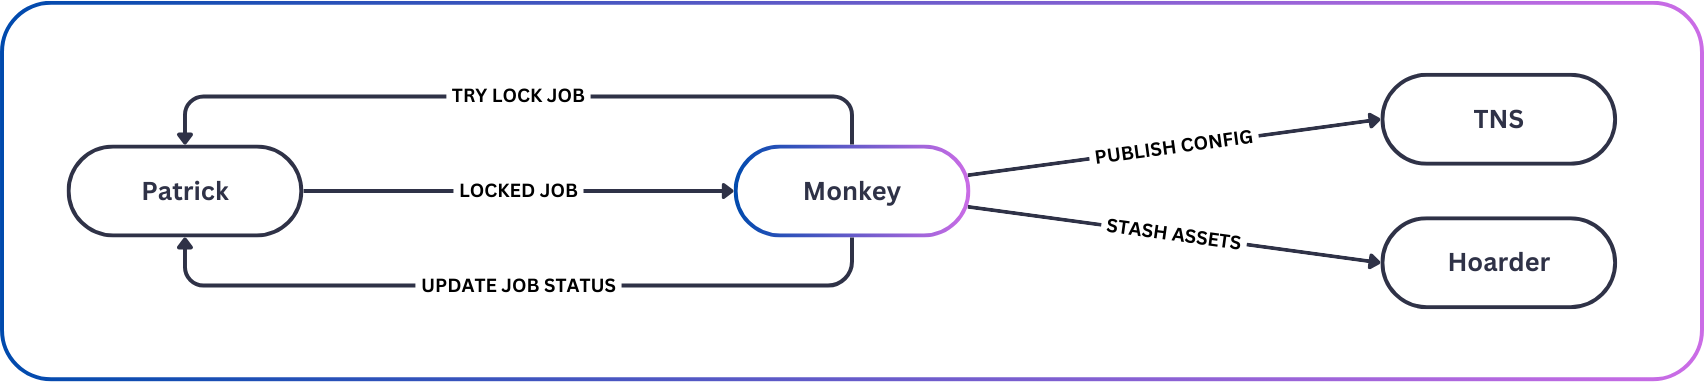 TRY LOCK JOB
TNS
PUBLISH CONFIG
Patrick
LOCKED JOB
Monkey
STASH ASSETS
Hoarder
UPDATE JOB STATUS